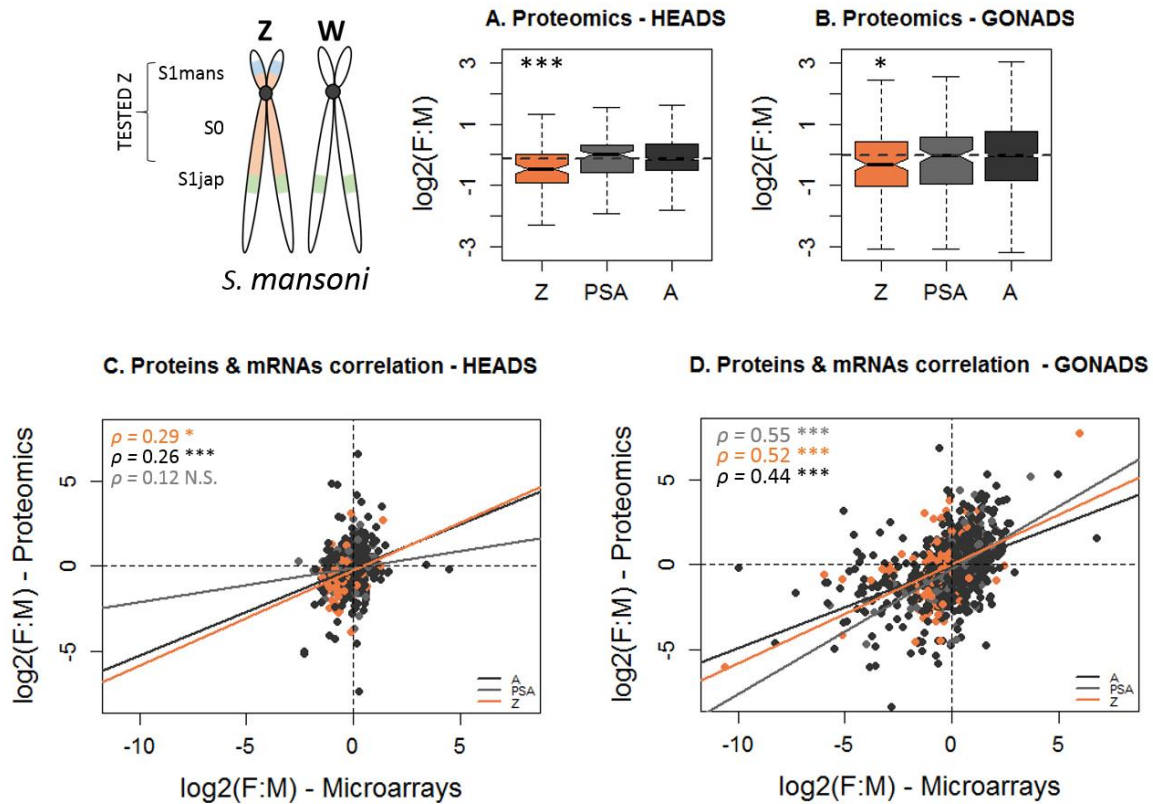 Z W
TESTED Z
S1mans
S0
S1jap
S. mansoni
A. Proteomics - HEADS
log2(F:M)
3
1
-1
-3
***
Z PSA A
B. Proteomics - GONADS
log2(F:M)
3
1
-1
-3
*
Z PSA A
C. Proteins & mRNAs correlation - HEADS
ρ = 0.29 *
ρ = 0.26 ***
ρ = 0.12 N.S.
log2(F:M) - Proteomics
5
0
-5
A
PSA
Z
-10 -5 0 5
log2(F:M) - Microarrays
D. Proteins & mRNAs correlation - GONADS
ρ = 0.55 ***
ρ = 0.52 ***
ρ = 0.44 ***
log2(F:M) - Proteomics
5
0
-5
A
PSA
Z
-10 -5 0 5
log2(F:M) - Microarrays